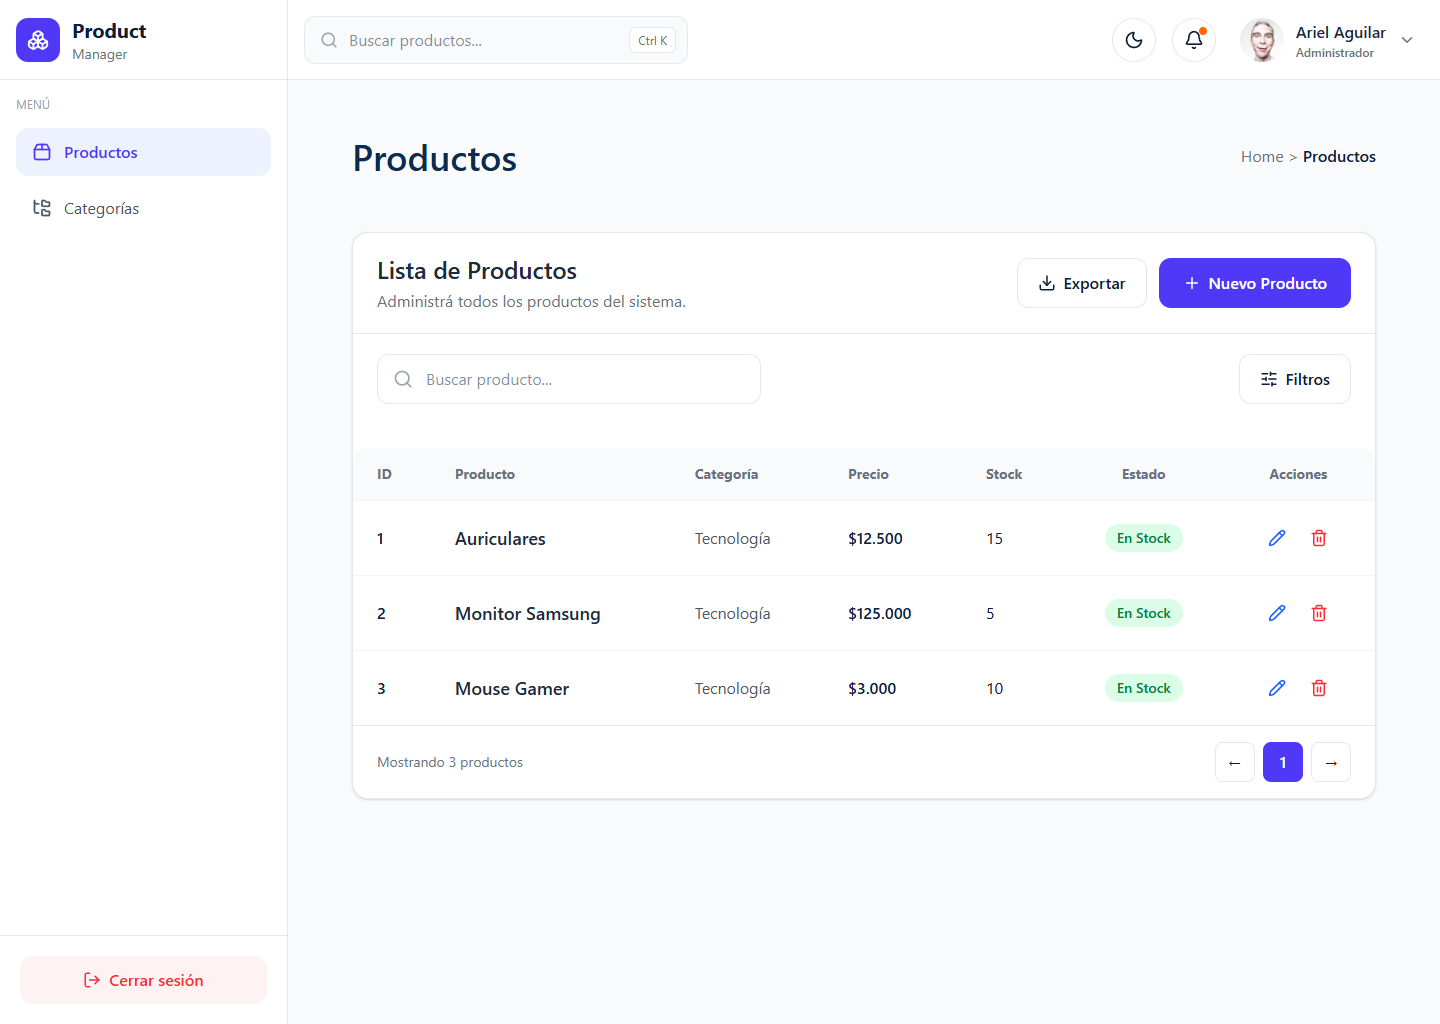 Product
Manager
Buscar productos...
Ctrl K
Ariel Aguilar
Administrador
MENÚ
Productos
Categorías
Productos
Home > Productos
Lista de Productos
Administrá todos los productos del sistema.
Exportar
Nuevo Producto
Buscar producto...
Filtros
ID Producto Categoría Precio Stock Estado Acciones
1 Auriculares Tecnología $12.500 15 En Stock
2 Monitor Samsung Tecnología $125.000 5 En Stock
3 Mouse Gamer Tecnología $3.000 10 En Stock
Mostrando 3 productos
← 1 →
Cerrar sesión